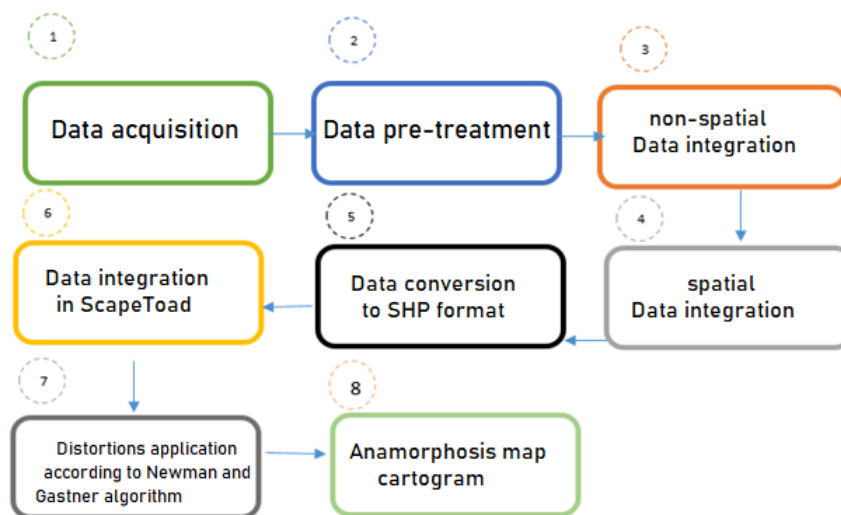 1
Data acquisition
2
Data pre-treatment
3
non-spatial
Data integration
4
spatial
Data integration
5
Data conversion
to SHP format
6
Data integration
in ScapeToad
7
Distortions application
according to Newman and
Gastner algorithm
8
Anamorphosis map
cartogram